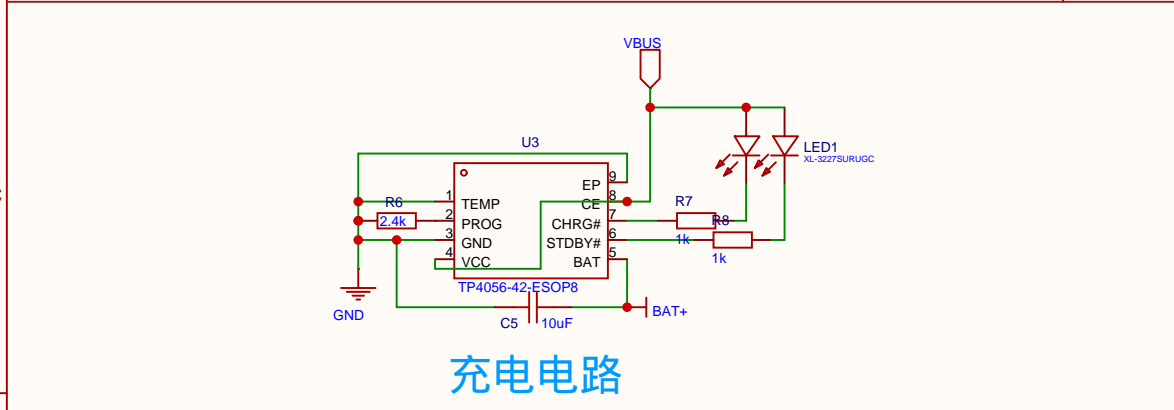 VBUS
U3
LED1
XL-3227SURUGC
EP 9
1 TEMP
CE 8
R6
2.4k
2 PROG
CHRG# 7
R7
1k
3 GND
STDBY# 6
R8
1k
4 VCC
BAT 5
TP4056-42-ESOP8
GND
C5
10uF
BAT+
充电电路